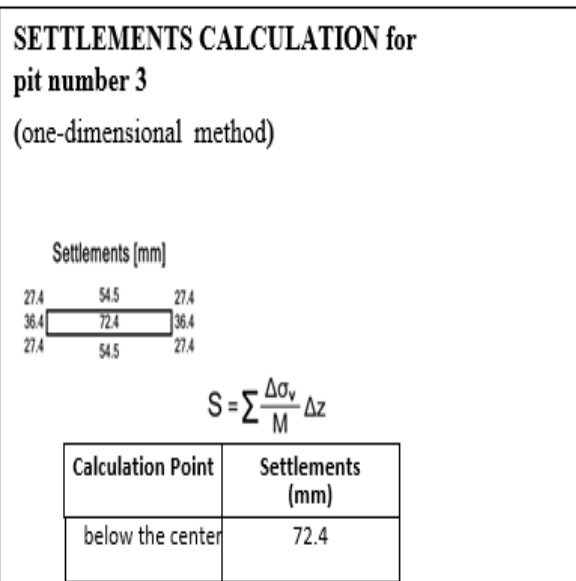 SETTLEMENTS CALCULATION for
pit number 3
(one-dimensional method)
Settlements [mm]
27.4 54.5 27.4
36.4 72.4 36.4
27.4 54.5 27.4
S = Σ Δσv/M Δz
Calculation Point Settlements
(mm)
below the center 72.4